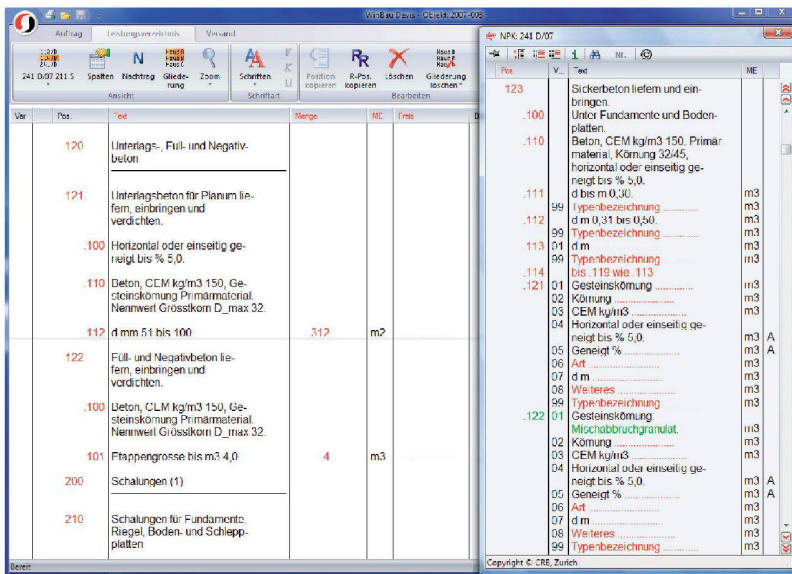 WinBau Devis - Objekt: 2007-005
Auftrag Leistungsverzeichnis Versand
241 D/07 211 5 Spalten Nachtrag Gliede-
rung Zoom
Ansicht
Schriften
F
K
U
Schriftart
Position
kopieren
R-Pos.
kopieren
Löschen
Gliederung
löschen
Bearbeiten
Var Pos. Text Menge ME Preis
120 Unterlags-, Füll- und Negativ-
beton
121 Unterlagsbeton für Planum lie-
fern, einbringen und
verdichten.
.100 Horizontal oder einseitig ge-
neigt bis % 5,0.
.110 Beton, CEM kg/m3 150, Ge-
steinskörnung Primärmaterial.
Nennwert Grösstkorn D_max 32.
112 d mm 51 bis 100 312 m2
122 Füll- und Negativbeton lie-
fern, einbringen und
verdichten.
.100 Beton, CEM kg/m3 150, Ge-
steinskörnung Primärmaterial.
Nennwert Grösstkorn D_max 32.
101 Etappengrösse bis m3 4,0 4 m3
200 Schalungen (1)
210 Schalungen für Fundamente,
Riegel, Boden- und Schlepp-
platten
Bereit
NPK: 241 D/07
Nr.
Pos. V... Text ME
123 Sickerbeton liefern und ein-
bringen.
.100 Unter Fundamente und Boden-
platten.
.110 Beton, CEM kg/m3 150. Primär
material, Körnung 32/45,
horizontal oder einseitig ge-
neigt bis % 5,0.
.111 d bis m 0,30. m3
99 Typenbezeichnung ............. m3
.112 d m 0,31 bis 0,50. m3
99 Typenbezeichnung ............. m3
113 01 d m m3
99 Typenbezeichnung ............. m3
.114 bis .119 wie .113
.121 01 Gesteinskörnung .............. m3
02 Körnung ....................... m3
03 CEM kg/m3 .................... m3
04 Horizontal oder einseitig ge-
neigt bis % 5,0. m3 A
05 Geneigt % .................... m3 A
06 Art ........................... m3
07 d m ........................... m3
08 Weiteres ...................... m3
99 Typenbezeichnung m3
.122 01 Gesteinskörnung:
Mischabbruchgranulat. m3
02 Körnung ....................... m3
03 CEM kg/m3 .................... m3
04 Horizontal oder einseitig ge-
neigt bis % 5,0. m3 A
05 Geneigt % .................... m3 A
06 Art ........................... m3
07 d m ........................... m3
08 Weiteres ...................... m3
99 Typenbezeichnung ............. m3
Copyright © CRB, Zürich